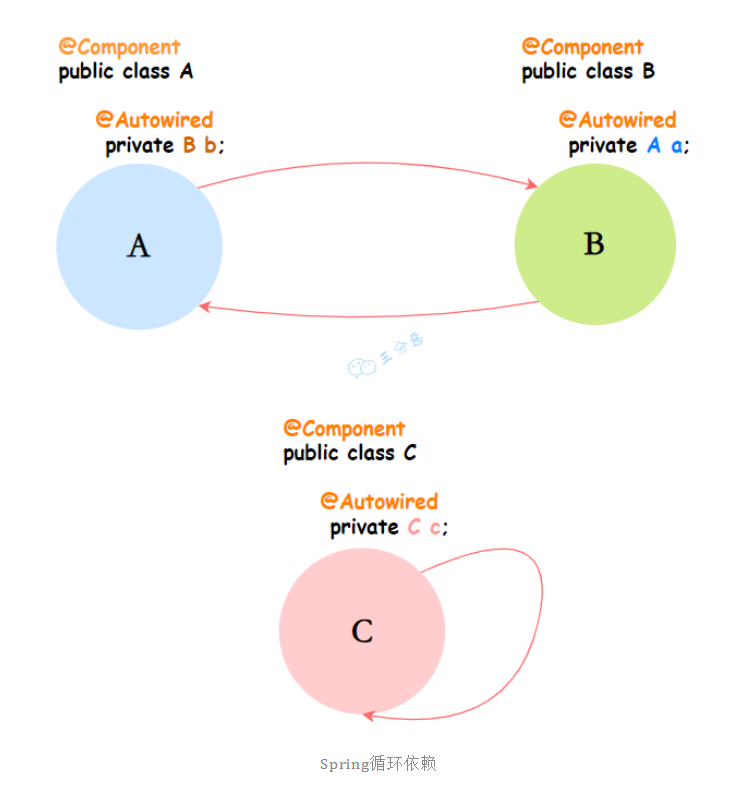 @Component
public class A
@Autowired
private B b;
A
@Component
public class B
@Autowired
private A a;
B
三分恶
@Component
public class C
@Autowired
private C c;
C
Spring循环依赖